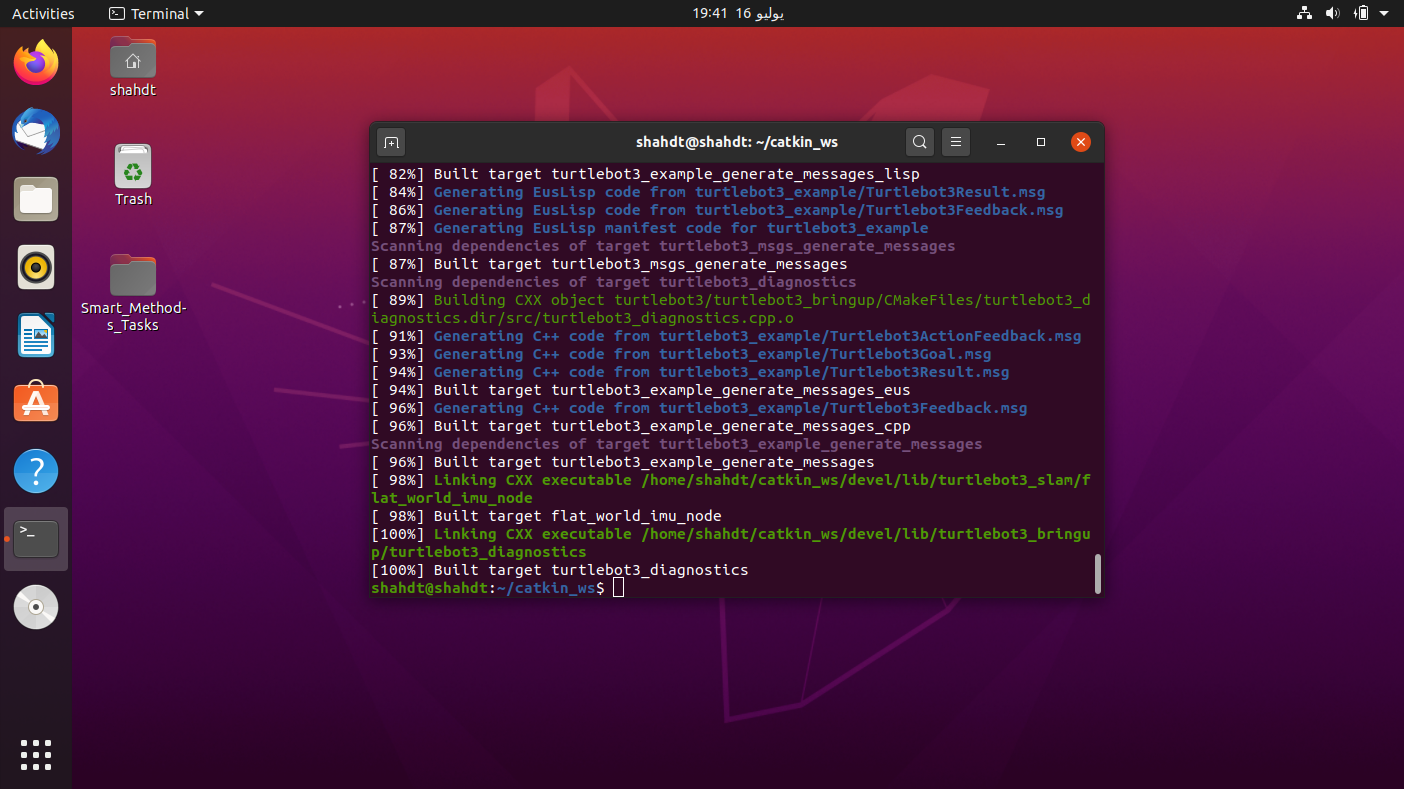 Activities
Terminal
19:41 16 يوليو
shahdt
Trash
Smart_Method-
s_Tasks
shahdt@shahdt: ~/catkin_ws
[ 82%] Built target turtlebot3_example_generate_messages_lisp
[ 84%] Generating EusLisp code from turtlebot3_example/Turtlebot3Result.msg
[ 86%] Generating EusLisp code from turtlebot3_example/Turtlebot3Feedback.msg
[ 87%] Generating EusLisp manifest code for turtlebot3_example
Scanning dependencies of target turtlebot3_msgs_generate_messages
[ 87%] Built target turtlebot3_msgs_generate_messages
Scanning dependencies of target turtlebot3_diagnostics
[ 89%] Building CXX object turtlebot3/turtlebot3_bringup/CMakeFiles/turtlebot3_d
iagnostics.dir/src/turtlebot3_diagnostics.cpp.o
[ 91%] Generating C++ code from turtlebot3_example/Turtlebot3ActionFeedback.msg
[ 93%] Generating C++ code from turtlebot3_example/Turtlebot3Goal.msg
[ 94%] Generating C++ code from turtlebot3_example/Turtlebot3Result.msg
[ 94%] Built target turtlebot3_example_generate_messages_eus
[ 96%] Generating C++ code from turtlebot3_example/Turtlebot3Feedback.msg
[ 96%] Built target turtlebot3_example_generate_messages_cpp
Scanning dependencies of target turtlebot3_example_generate_messages
[ 96%] Built target turtlebot3_example_generate_messages
[ 98%] Linking CXX executable /home/shahdt/catkin_ws/devel/lib/turtlebot3_slam/f
lat_world_imu_node
[ 98%] Built target flat_world_imu_node
[100%] Linking CXX executable /home/shahdt/catkin_ws/devel/lib/turtlebot3_bringu
p/turtlebot3_diagnostics
[100%] Built target turtlebot3_diagnostics
shahdt@shahdt:~/catkin_ws$